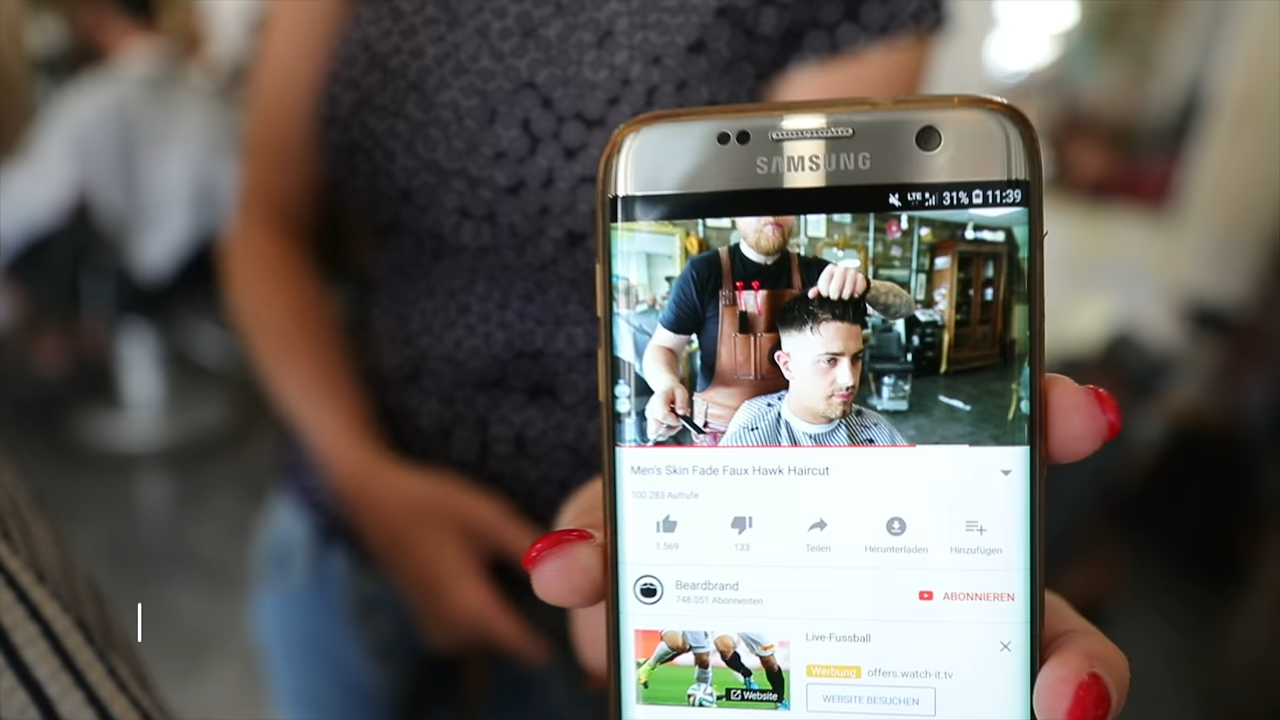 SAMSUNG
LTE 31% 11:39
Men's Skin Fade Faux Hawk Haircut
100.283 Aufrufe
1.569 133 Teilen Herunterladen Hinzufügen
Beardbrand
748.051 Abonnenten
ABONNIEREN
Live-Fussball
Werbung offers.watch-it.tv
Website
WEBSITE BESUCHEN